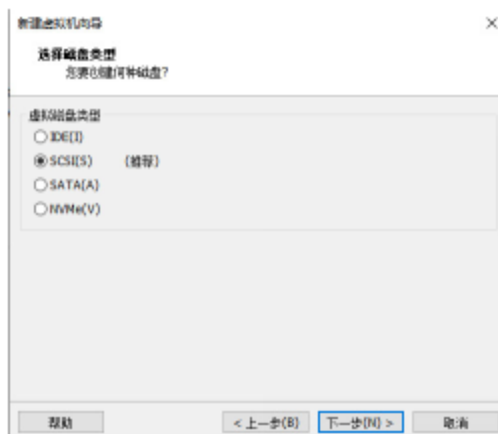 新建虚拟机向导
选择磁盘类型
您要创建何种磁盘?
虚拟磁盘类型
IDE(I)
SCSI(S) (推荐)
SATA(A)
NVMe(V)
帮助
< 上一步(B)
下一步(N) >
取消